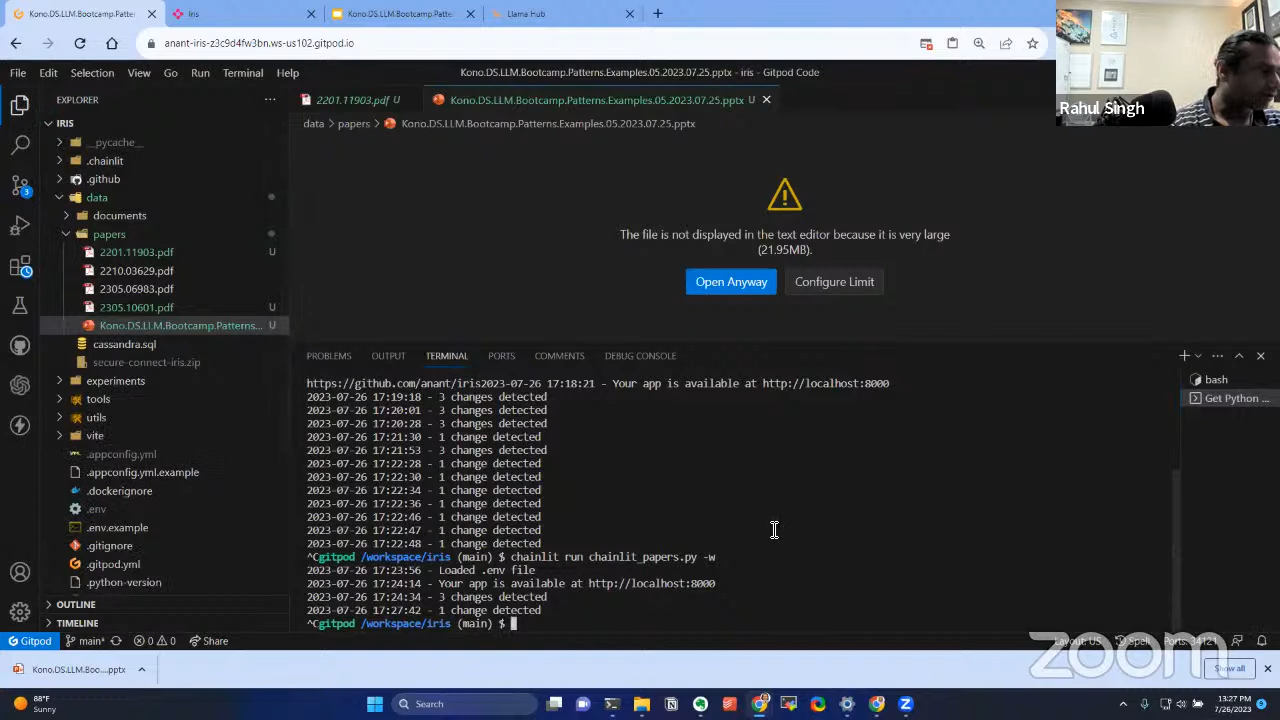 Kono.DS.LLM.Bootcamp.Patt
Iris
Kono.DS.LLM.Bootcamp.Patte
Llama Hub
anant-iris-z3c9d4fw3bn.ws-us102.gitpod.io
File Edit Selection View Go Run Terminal Help
Kono.DS.LLM.Bootcamp.Patterns.Examples.05.2023.07.25.pptx - iris - Gitpod Code
Rahul Singh
EXPLORER
2201.11903.pdf U
Kono.DS.LLM.Bootcamp.Patterns.Examples.05.2023.07.25.pptx U
IRIS
data > papers > Kono.DS.LLM.Bootcamp.Patterns.Examples.05.2023.07.25.pptx
__pycache__
.chainlit
.github
data
documents
papers
2201.11903.pdf U
2210.03629.pdf
2305.06983.pdf
2305.10601.pdf U
Kono.DS.LLM.Bootcamp.Patterns... U
cassandra.sql
secure-connect-iris.zip
experiments
tools
utils
vite
.appconfig.yml
.appconfig.yml.example
.dockerignore
.env
.env.example
.gitignore
.gitpod.yml
.python-version
OUTLINE
TIMELINE
3
The file is not displayed in the text editor because it is very large
(21.95MB).
Open Anyway Configure Limit
PROBLEMS OUTPUT TERMINAL PORTS COMMENTS DEBUG CONSOLE
https://github.com/anant/iris2023-07-26 17:18:21 - Your app is available at http://localhost:8000
2023-07-26 17:19:18 - 3 changes detected
2023-07-26 17:20:01 - 3 changes detected
2023-07-26 17:20:28 - 3 changes detected
2023-07-26 17:21:30 - 1 change detected
2023-07-26 17:21:53 - 3 changes detected
2023-07-26 17:22:28 - 1 change detected
2023-07-26 17:22:30 - 1 change detected
2023-07-26 17:22:34 - 1 change detected
2023-07-26 17:22:36 - 1 change detected
2023-07-26 17:22:46 - 1 change detected
2023-07-26 17:22:47 - 1 change detected
2023-07-26 17:22:48 - 1 change detected
^Cgitpod /workspace/iris (main) $ chainlit run chainlit_papers.py -w
2023-07-26 17:23:56 - Loaded .env file
2023-07-26 17:24:14 - Your app is available at http://localhost:8000
2023-07-26 17:24:34 - 3 changes detected
2023-07-26 17:27:42 - 1 change detected
^Cgitpod /workspace/iris (main) $
bash
Get Python ...
Gitpod main* 0 0 Share
Layout: US Spell Ports: 34121
zoom
Kono.DS.LLM.Boo....pptx
Show all
88°F
Sunny
Search
13:27
7/26/2023